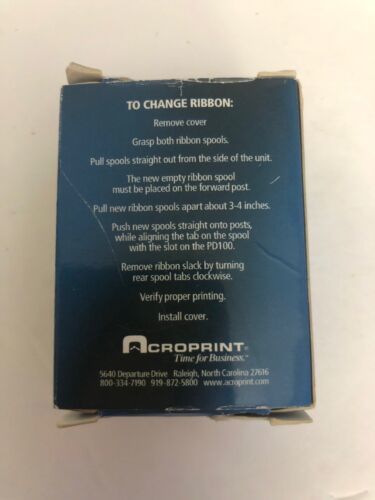 TO CHANGE RIBBON:
Remove cover
Grasp both ribbon spools.
Pull spools straight out from the side of the unit.
The new empty ribbon spool
must be placed on the forward post.
Pull new ribbon spools apart about 3-4 inches.
Push new spools straight onto posts,
while aligning the tab on the spool
with the slot on the PD100.
Remove ribbon slack by turning
rear spool tabs clockwise.
Verify proper printing.
Install cover.
ACROPRINT®
Time for Business.™
5640 Departure Drive Raleigh, North Carolina 27616
800-334-7190 919-872-5800 www.acroprint.com